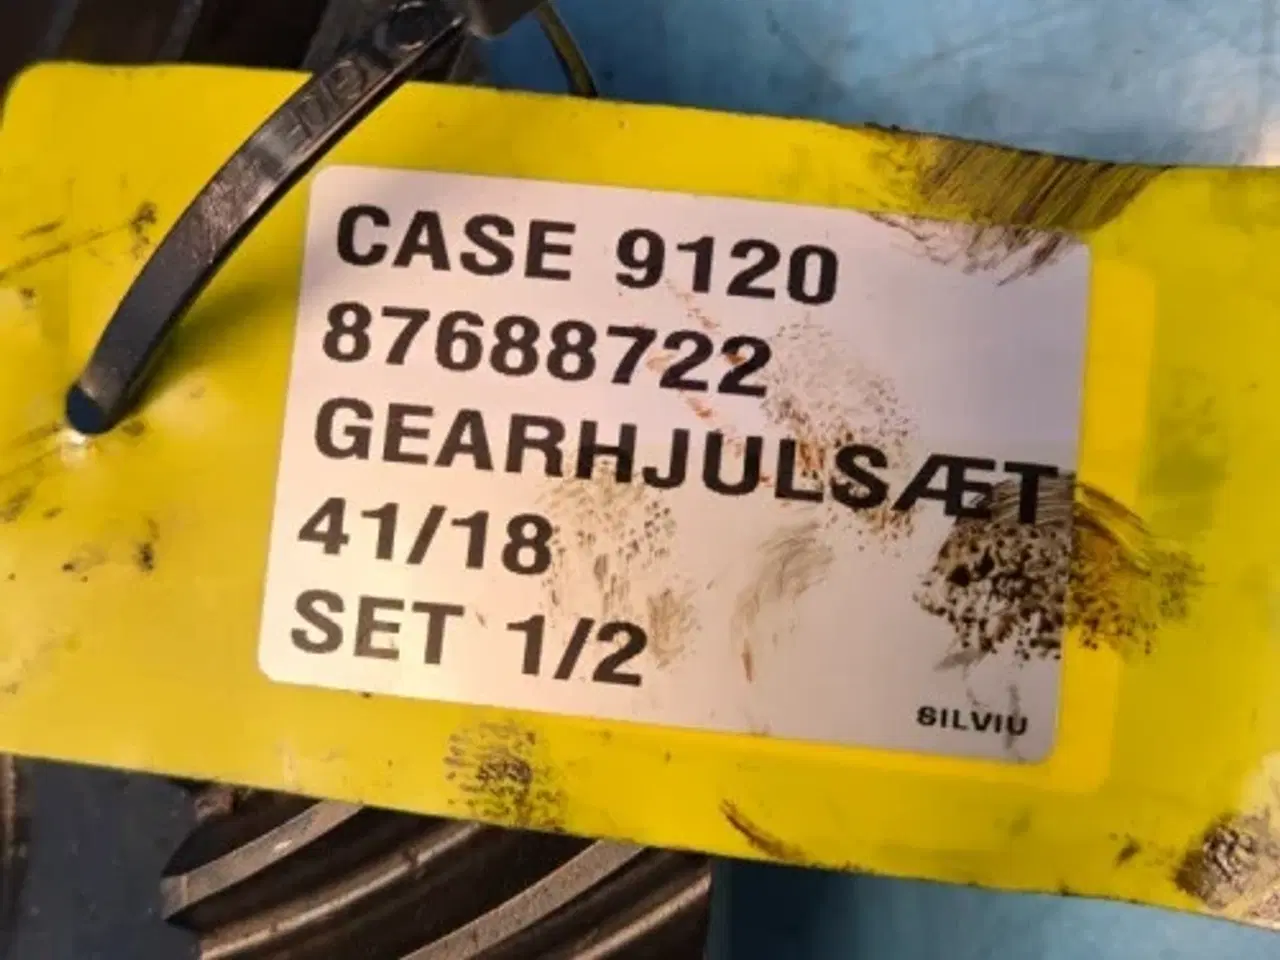 CASE 9120
87688722
GEARHJULSÆT
41/18
SET 1/2
SILVIU